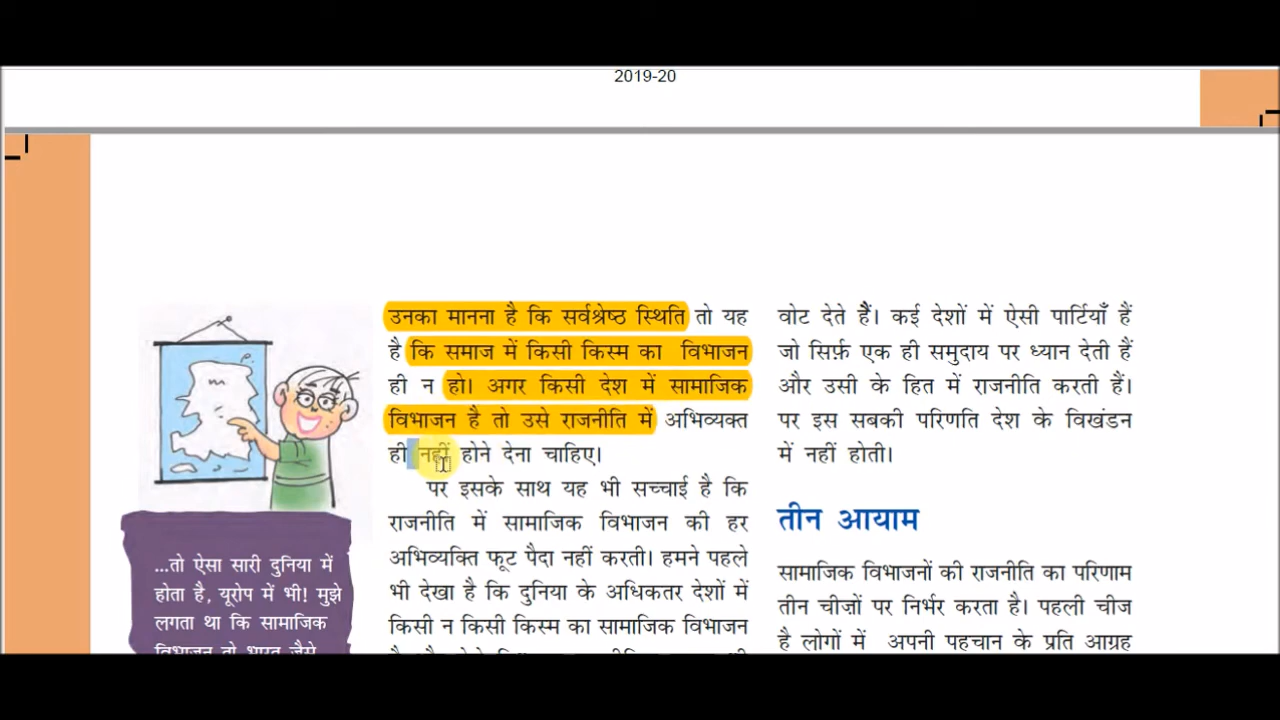 2019-20
उनका मानना है कि सर्वश्रेष्ठ स्थिति तो यह
है कि समाज में किसी किस्म का विभाजन
ही न हो। अगर किसी देश में सामाजिक
विभाजन है तो उसे राजनीति में अभिव्यक्त
ही नहीं होने देना चाहिए।
पर इसके साथ यह भी सच्चाई है कि
राजनीति में सामाजिक विभाजन की हर
अभिव्यक्ति फूट पैदा नहीं करती। हमने पहले
भी देखा है कि दुनिया के अधिकतर देशों में
किसी न किसी किस्म का सामाजिक विभाजन
वोट देते हैं। कई देशों में ऐसी पार्टियाँ हैं
जो सिर्फ़ एक ही समुदाय पर ध्यान देती हैं
और उसी के हित में राजनीति करती हैं।
पर इस सबकी परिणति देश के विखंडन
में नहीं होती।
तीन आयाम
सामाजिक विभाजनों की राजनीति का परिणाम
तीन चीज़ों पर निर्भर करता है। पहली चीज
है लोगों में अपनी पहचान के प्रति आग्रह
...तो ऐसा सारी दुनिया में
होता है, यूरोप में भी! मुझे
लगता था कि सामाजिक
विभाजन तो भारत जैसे